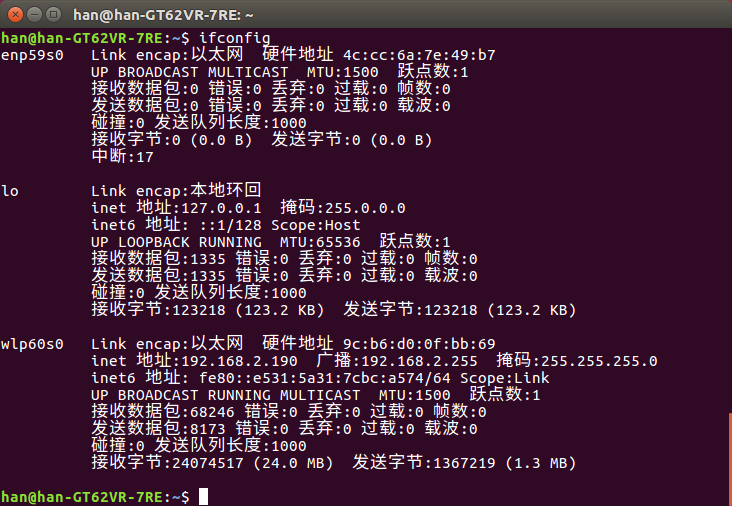 han@han-GT62VR-7RE: ~
han@han-GT62VR-7RE:~$ ifconfig
enp59s0   Link encap:以太网  硬件地址 4c:cc:6a:7e:49:b7
          UP BROADCAST MULTICAST  MTU:1500  跃点数:1
          接收数据包:0 错误:0 丢弃:0 过载:0 帧数:0
          发送数据包:0 错误:0 丢弃:0 过载:0 载波:0
          碰撞:0 发送队列长度:1000
          接收字节:0 (0.0 B)  发送字节:0 (0.0 B)
          中断:17
lo        Link encap:本地环回
          inet 地址:127.0.0.1  掩码:255.0.0.0
          inet6 地址: ::1/128 Scope:Host
          UP LOOPBACK RUNNING  MTU:65536  跃点数:1
          接收数据包:1335 错误:0 丢弃:0 过载:0 帧数:0
          发送数据包:1335 错误:0 丢弃:0 过载:0 载波:0
          碰撞:0 发送队列长度:1000
          接收字节:123218 (123.2 KB)  发送字节:123218 (123.2 KB)
wlp60s0   Link encap:以太网  硬件地址 9c:b6:d0:0f:bb:69
          inet 地址:192.168.2.190  广播:192.168.2.255  掩码:255.255.255.0
          inet6 地址: fe80::e531:5a31:7cbc:a574/64 Scope:Link
          UP BROADCAST RUNNING MULTICAST  MTU:1500  跃点数:1
          接收数据包:68246 错误:0 丢弃:0 过载:0 帧数:0
          发送数据包:8173 错误:0 丢弃:0 过载:0 载波:0
          碰撞:0 发送队列长度:1000
          接收字节:24074517 (24.0 MB)  发送字节:1367219 (1.3 MB)
han@han-GT62VR-7RE:~$